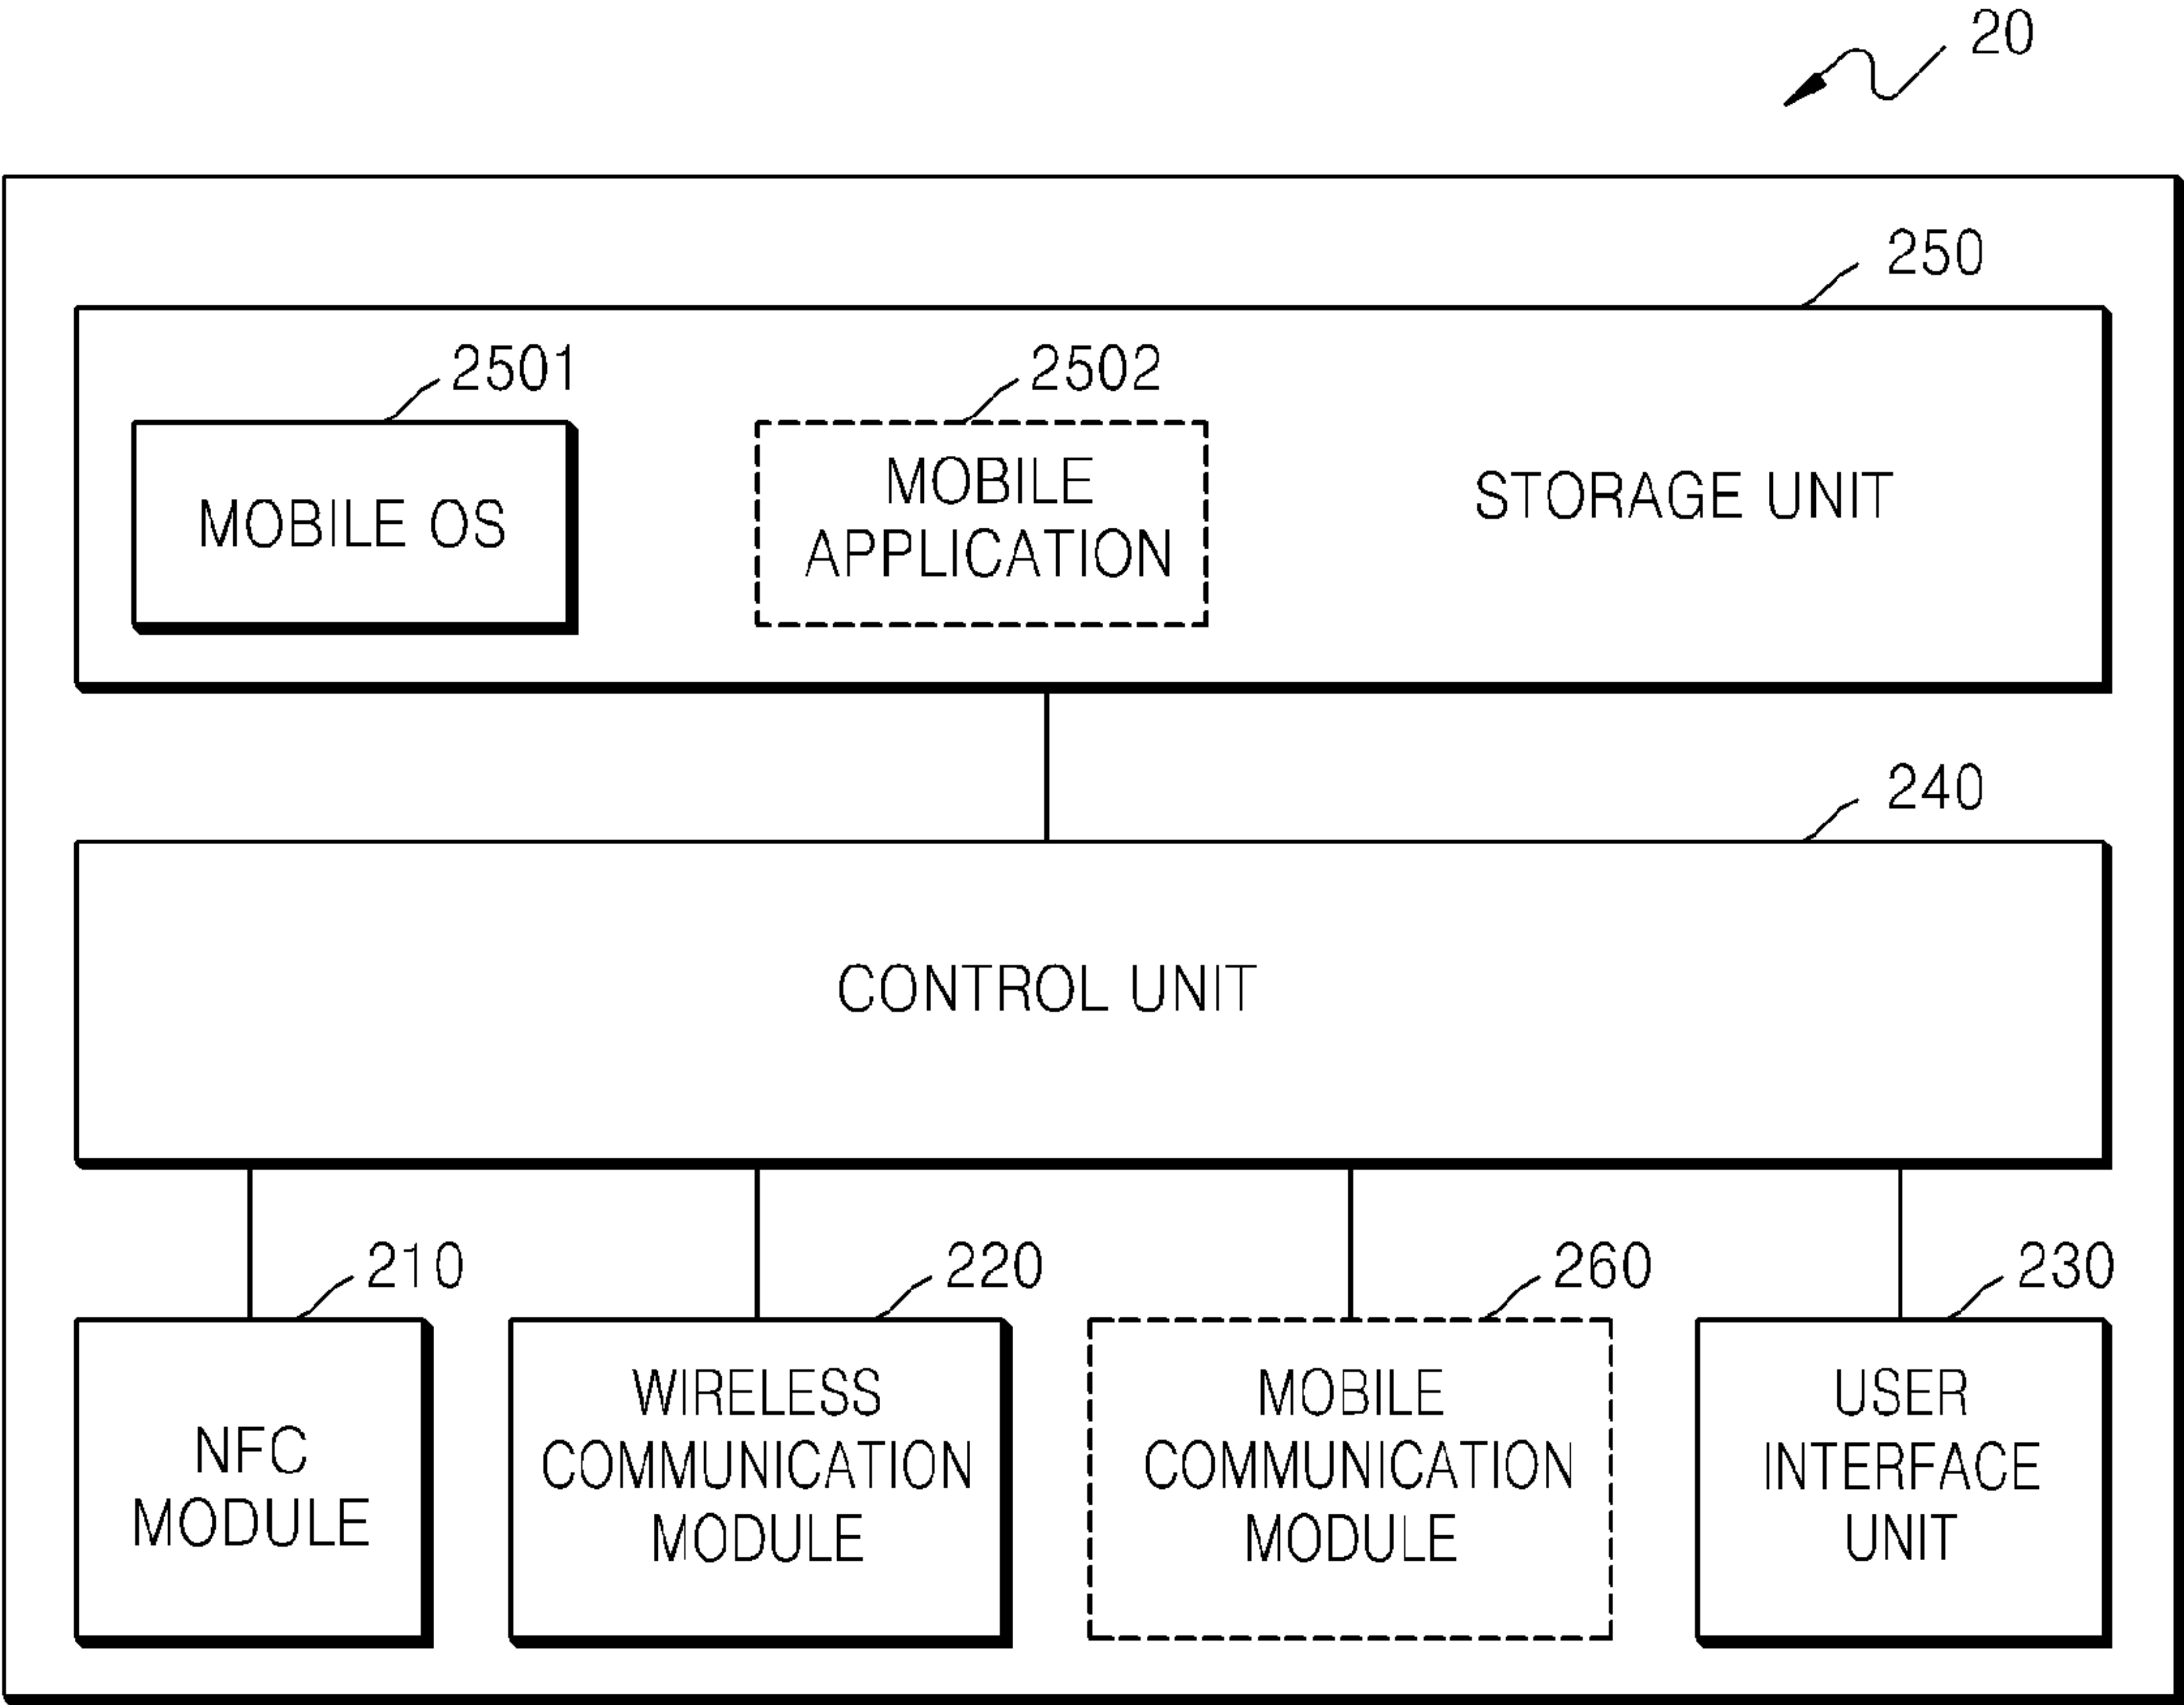 20
250
2501
2502
MOBILE OS
MOBILE
APPLICATION
STORAGE UNIT
240
CONTROL UNIT
210
220
260
230
NFC
MODULE
WIRELESS
COMMUNICATION
MODULE
MOBILE
COMMUNICATION
MODULE
USER
INTERFACE
UNIT